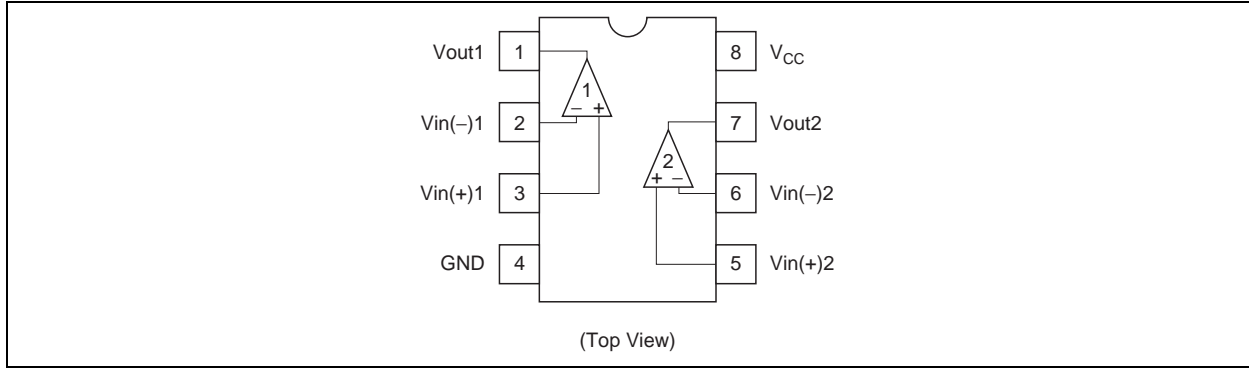 Vout1 1 8 VCC
1
− +
Vin(−)1 2 7 Vout2
2
+ −
Vin(+)1 3 6 Vin(−)2
GND 4 5 Vin(+)2
(Top View)